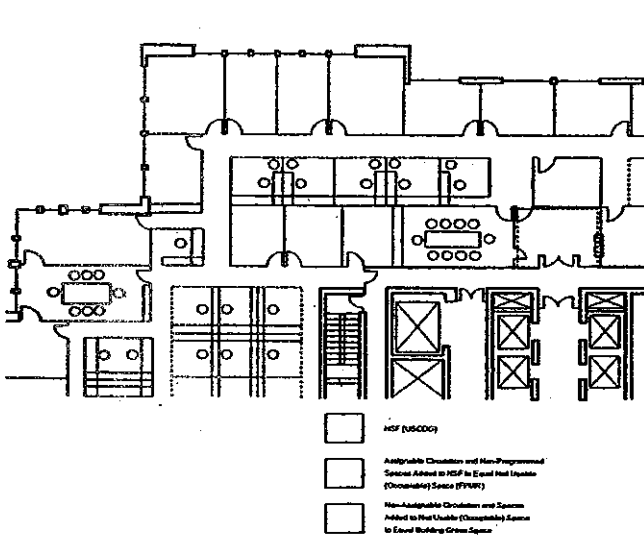 NSF (USCDG)
Assignable Circulation and Non-Programmed
Spaces Added to NSF to Equal Net Usable
(Occupiable) Space (FPMR)
Non-Assignable Circulation and Spaces
Added to Net Usable (Occupiable) Space
to Equal Building Gross Space